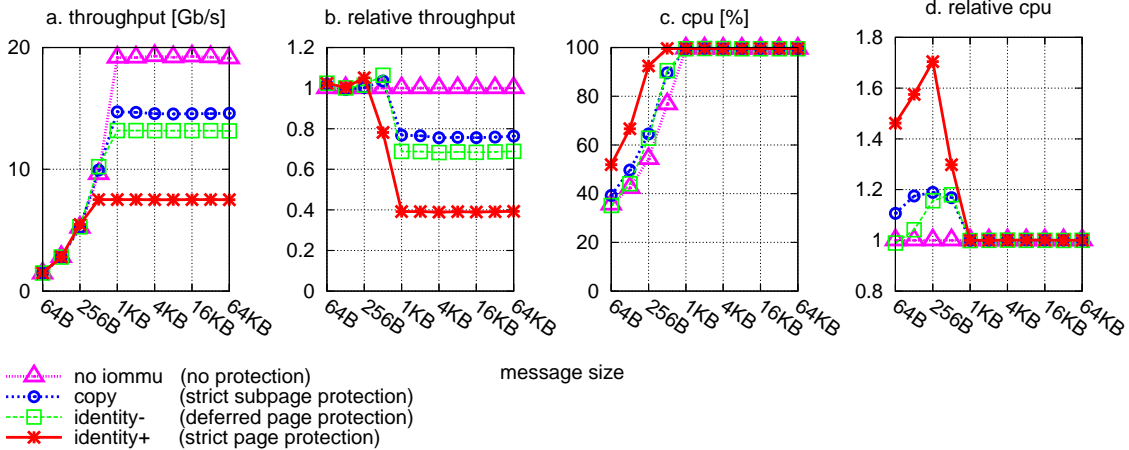 a. throughput [Gb/s]
20
10
0
64B
256B
1KB
4KB
16KB
64KB
b. relative throughput
1.2
1
0.8
0.6
0.4
0.2
0
64B
256B
1KB
4KB
16KB
64KB
c. cpu [%]
100
80
60
40
20
0
64B
256B
1KB
4KB
16KB
64KB
d. relative cpu
1.8
1.6
1.4
1.2
1
0.8
64B
256B
1KB
4KB
16KB
64KB
message size
no iommu (no protection)
copy (strict subpage protection)
identity- (deferred page protection)
identity+ (strict page protection)